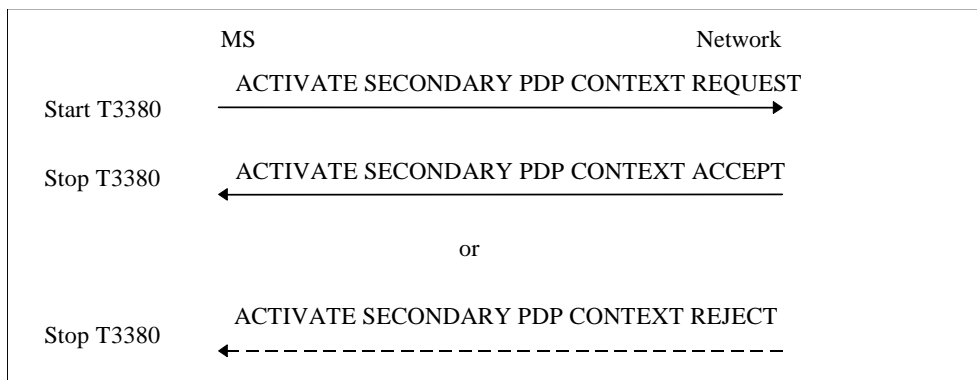 MS Network
ACTIVATE SECONDARY PDP CONTEXT REQUEST
Start T3380
ACTIVATE SECONDARY PDP CONTEXT ACCEPT
Stop T3380
or
ACTIVATE SECONDARY PDP CONTEXT REJECT
Stop T3380